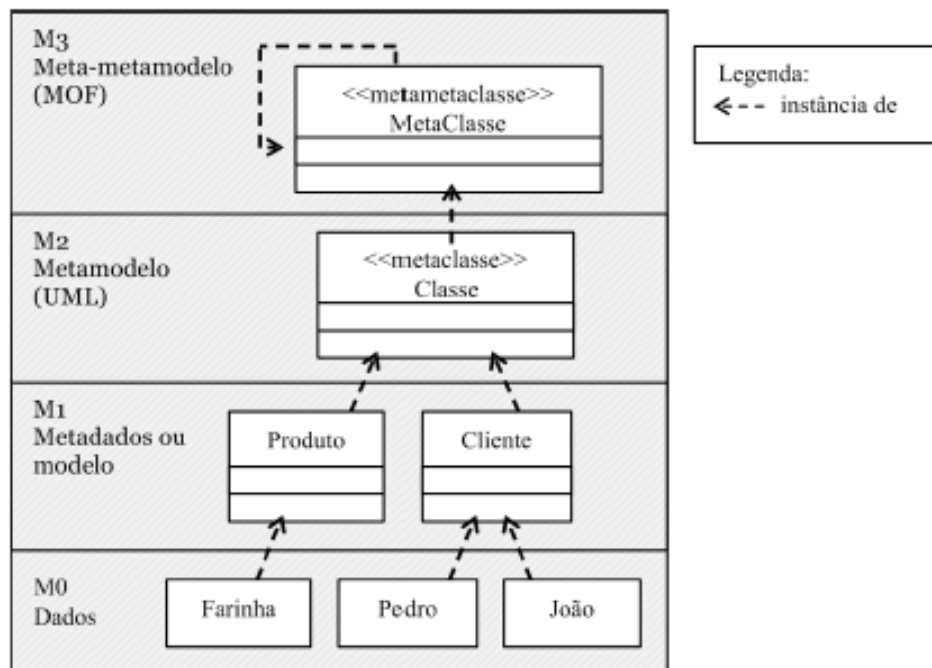 M3
Meta-metamodelo
(MOF)
<<metametaclasse>>
MetaClasse
Legenda:
instância de
M2
Metamodelo
(UML)
<<metaclasse>>
Classe
M1
Metadados ou
modelo
Produto
Cliente
M0
Dados
Farinha
Pedro
João